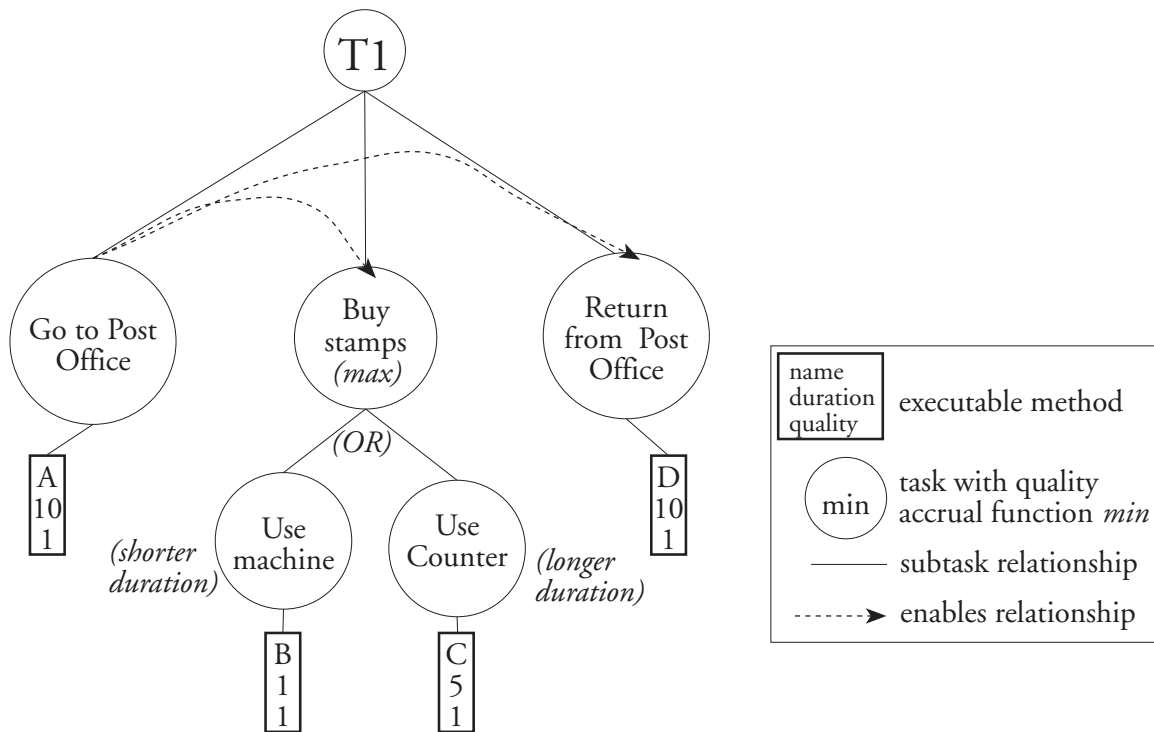 T1
Go to Post
Office
Buy
stamps
(max)
Return
from Post
Office
(OR)
A
10
1
D
10
1
Use
machine
Use
Counter
(shorter
duration)
(longer
duration)
B
1
1
C
5
1
name
duration
quality
executable method
min
task with quality
accrual function min
subtask relationship
enables relationship